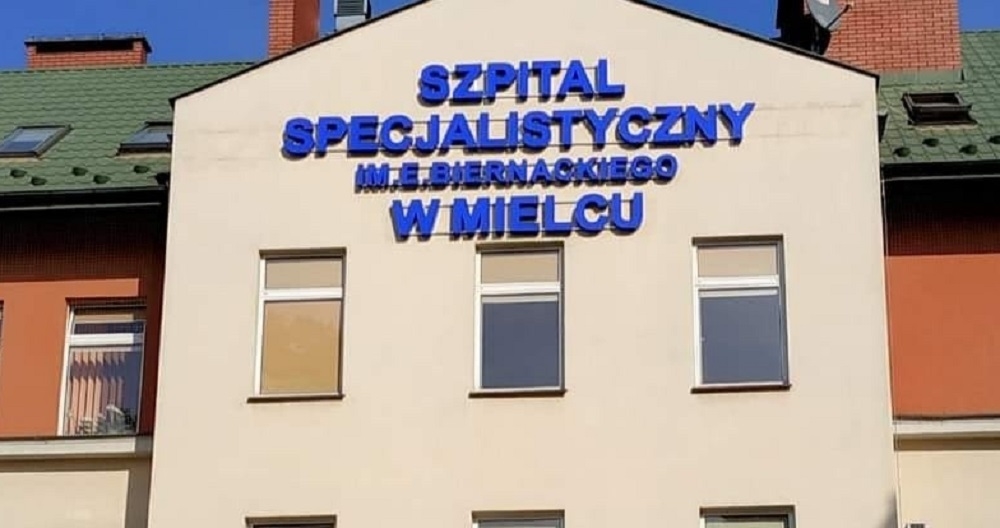 SZPITAL
SPECJALISTYCZNY
IM.E.BIERNACKIEGO
W MIELCU